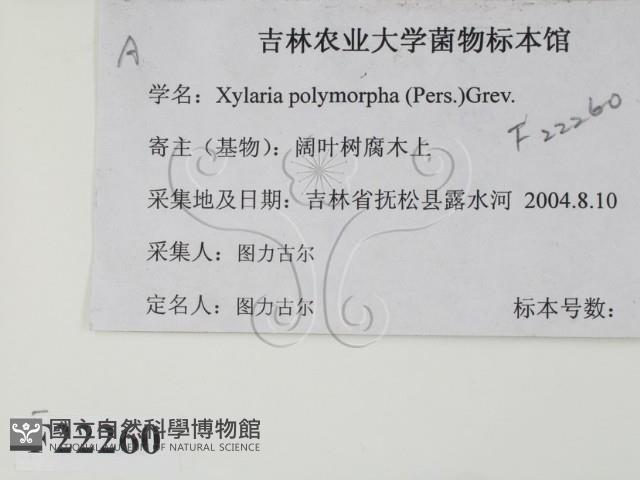 A
吉林农业大学菌物标本馆
学名：Xylaria polymorpha (Pers.)Grev.
F 22260
寄主（基物）：阔叶树腐木上
采集地及日期：吉林省抚松县露水河 2004.8.10
采集人：图力古尔
定名人：图力古尔 标本号数：
國立自然科學博物館
F22260
NATIONAL MUSEUM OF NATURAL SCIENCE